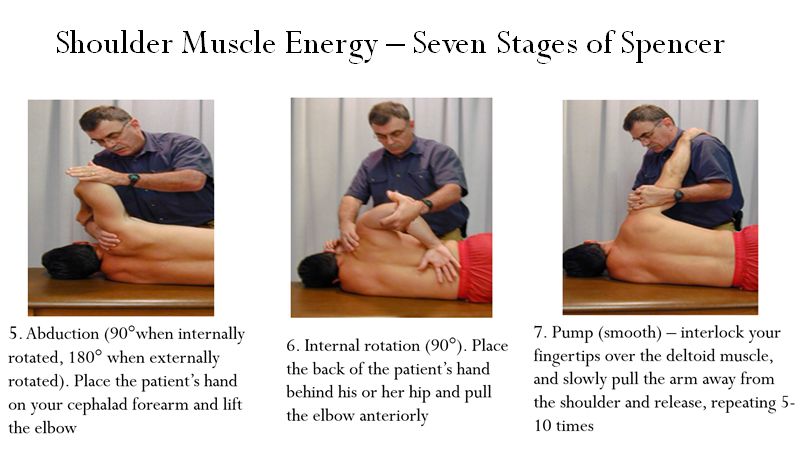 Shoulder Muscle Energy – Seven Stages of Spencer
5. Abduction (90°when internally
rotated, 180° when externally
rotated). Place the patient's hand
on your cephalad forearm and lift
the elbow
6. Internal rotation (90°). Place
the back of the patient's hand
behind his or her hip and pull
the elbow anteriorly
7. Pump (smooth) – interlock your
fingertips over the deltoid muscle,
and slowly pull the arm away from
the shoulder and release, repeating 5-
10 times